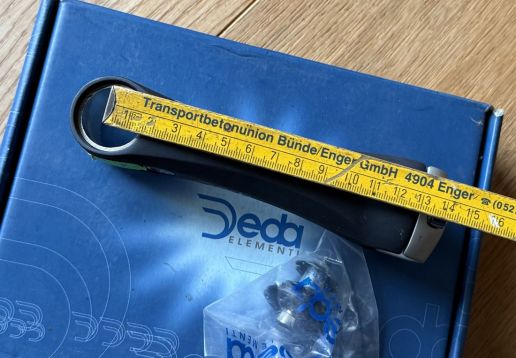 Transportbetonunion Bünde/Enger GmbH 4904 Enger ☎ (052
1 2 3 4 5 6 7 8 9 10 11 12 13 14 15 16
Deda
ELEMENTI